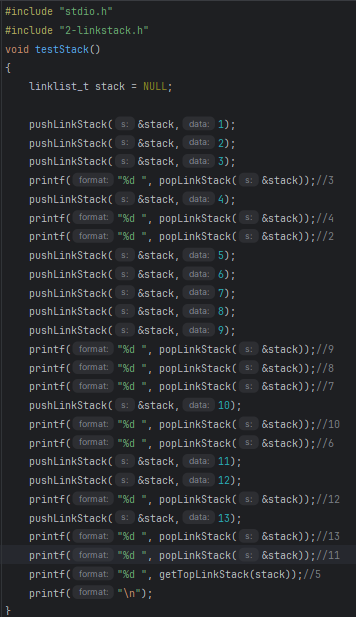 #include "stdio.h"
#include "2-linkstack.h"
void testStack()
{
    linklist_t stack = NULL;

    pushLinkStack( s: &stack, data: 1);
    pushLinkStack( s: &stack, data: 2);
    pushLinkStack( s: &stack, data: 3);
    printf( format: "%d ", popLinkStack( s: &stack));//3
    pushLinkStack( s: &stack, data: 4);
    printf( format: "%d ", popLinkStack( s: &stack));//4
    printf( format: "%d ", popLinkStack( s: &stack));//2
    pushLinkStack( s: &stack, data: 5);
    pushLinkStack( s: &stack, data: 6);
    pushLinkStack( s: &stack, data: 7);
    pushLinkStack( s: &stack, data: 8);
    pushLinkStack( s: &stack, data: 9);
    printf( format: "%d ", popLinkStack( s: &stack));//9
    printf( format: "%d ", popLinkStack( s: &stack));//8
    printf( format: "%d ", popLinkStack( s: &stack));//7
    pushLinkStack( s: &stack, data: 10);
    printf( format: "%d ", popLinkStack( s: &stack));//10
    printf( format: "%d ", popLinkStack( s: &stack));//6
    pushLinkStack( s: &stack, data: 11);
    pushLinkStack( s: &stack, data: 12);
    printf( format: "%d ", popLinkStack( s: &stack));//12
    pushLinkStack( s: &stack, data: 13);
    printf( format: "%d ", popLinkStack( s: &stack));//13
    printf( format: "%d ", popLinkStack( s: &stack));//11
    printf( format: "%d ", getTopLinkStack(stack));//5
    printf( format: "\n");
}